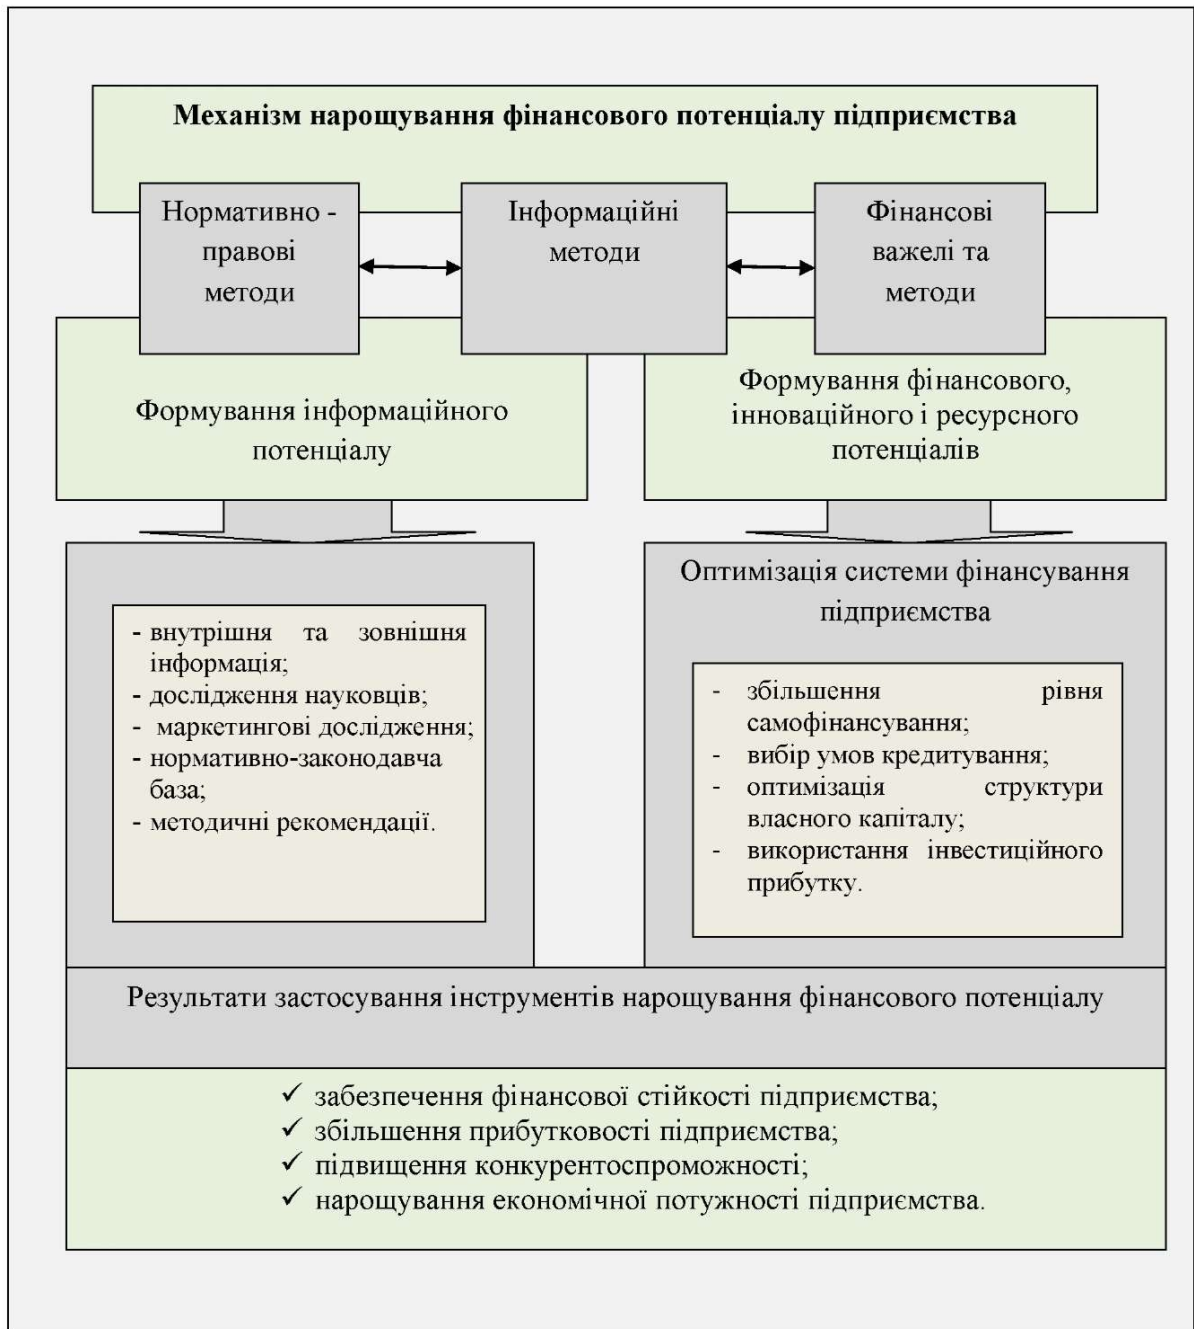 Механізм нарощування фінансового потенціалу підприємства
Нормативно -
правові
методи
Інформаційні
методи
Фінансові
важелі та
методи
Формування інформаційного
потенціалу
Формування фінансового,
інноваційного і ресурсного
потенціалів
- внутрішня та зовнішня
інформація;
- дослідження науковців;
- маркетингові дослідження;
- нормативно-законодавча
база;
- методичні рекомендації.
Оптимізація системи фінансування
підприємства
- збільшення рівня
самофінансування;
- вибір умов кредитування;
- оптимізація структури
власного капіталу;
- використання інвестиційного
прибутку.
Результати застосування інструментів нарощування фінансового потенціалу
✓ забезпечення фінансової стійкості підприємства;
✓ збільшення прибутковості підприємства;
✓ підвищення конкурентоспроможності;
✓ нарощування економічної потужності підприємства.